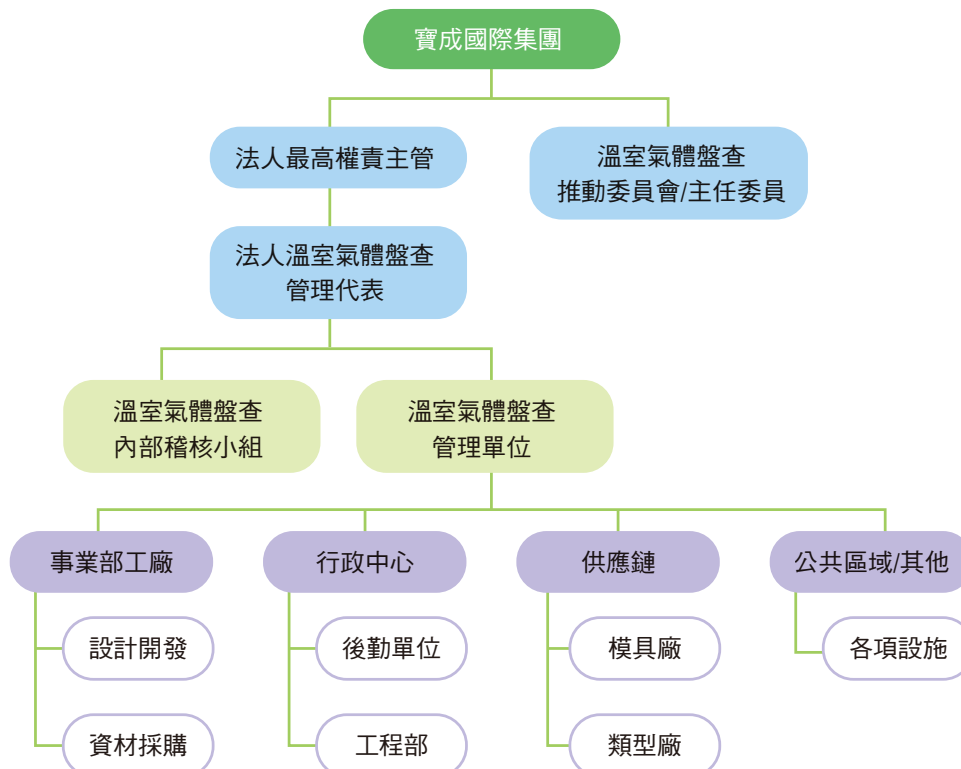 寶成國際集團
法人最高權責主管
溫室氣體盤查
推動委員會/主任委員
法人溫室氣體盤查
管理代表
溫室氣體盤查
內部稽核小組
溫室氣體盤查
管理單位
事業部工廠
行政中心
供應鏈
公共區域/其他
設計開發
後勤單位
模具廠
各項設施
資材採購
工程部
類型廠